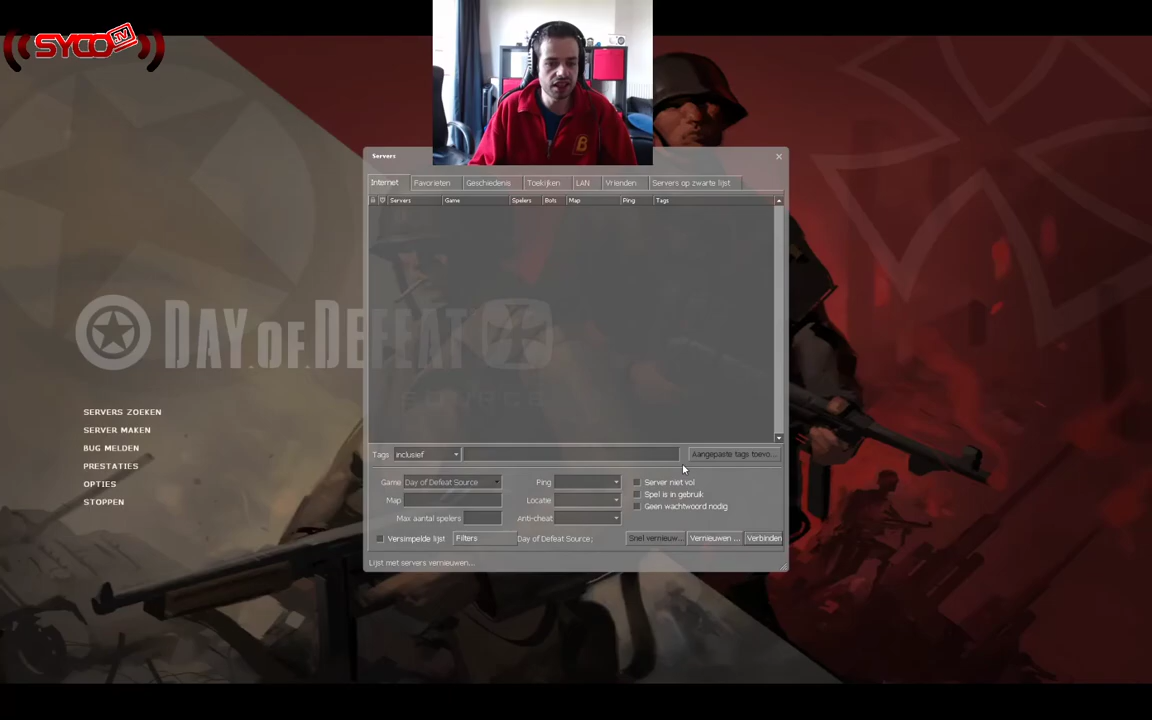 SYCO.TV
Servers
Internet Favorieten Geschiedenis Toekijken LAN Vrienden Servers op zwarte lijst
Servers Game Spelers Bots Map Ping Tags
DAY OF DEFEAT
SOURCE
SERVERS ZOEKEN
SERVER MAKEN
BUG MELDEN
PRESTATIES
OPTIES
STOPPEN
Tags inclusief Aangepaste tags toevo...
Game Day of Defeat Source Ping Server niet vol
Map Locatie Spel is in gebruik
Max aantal spelers Anti-cheat Geen wachtwoord nodig
Versimpelde lijst Filters Day of Defeat Source; Snel vernieuw... Vernieuwen ... Verbinden
Lijst met servers vernieuwen...
B